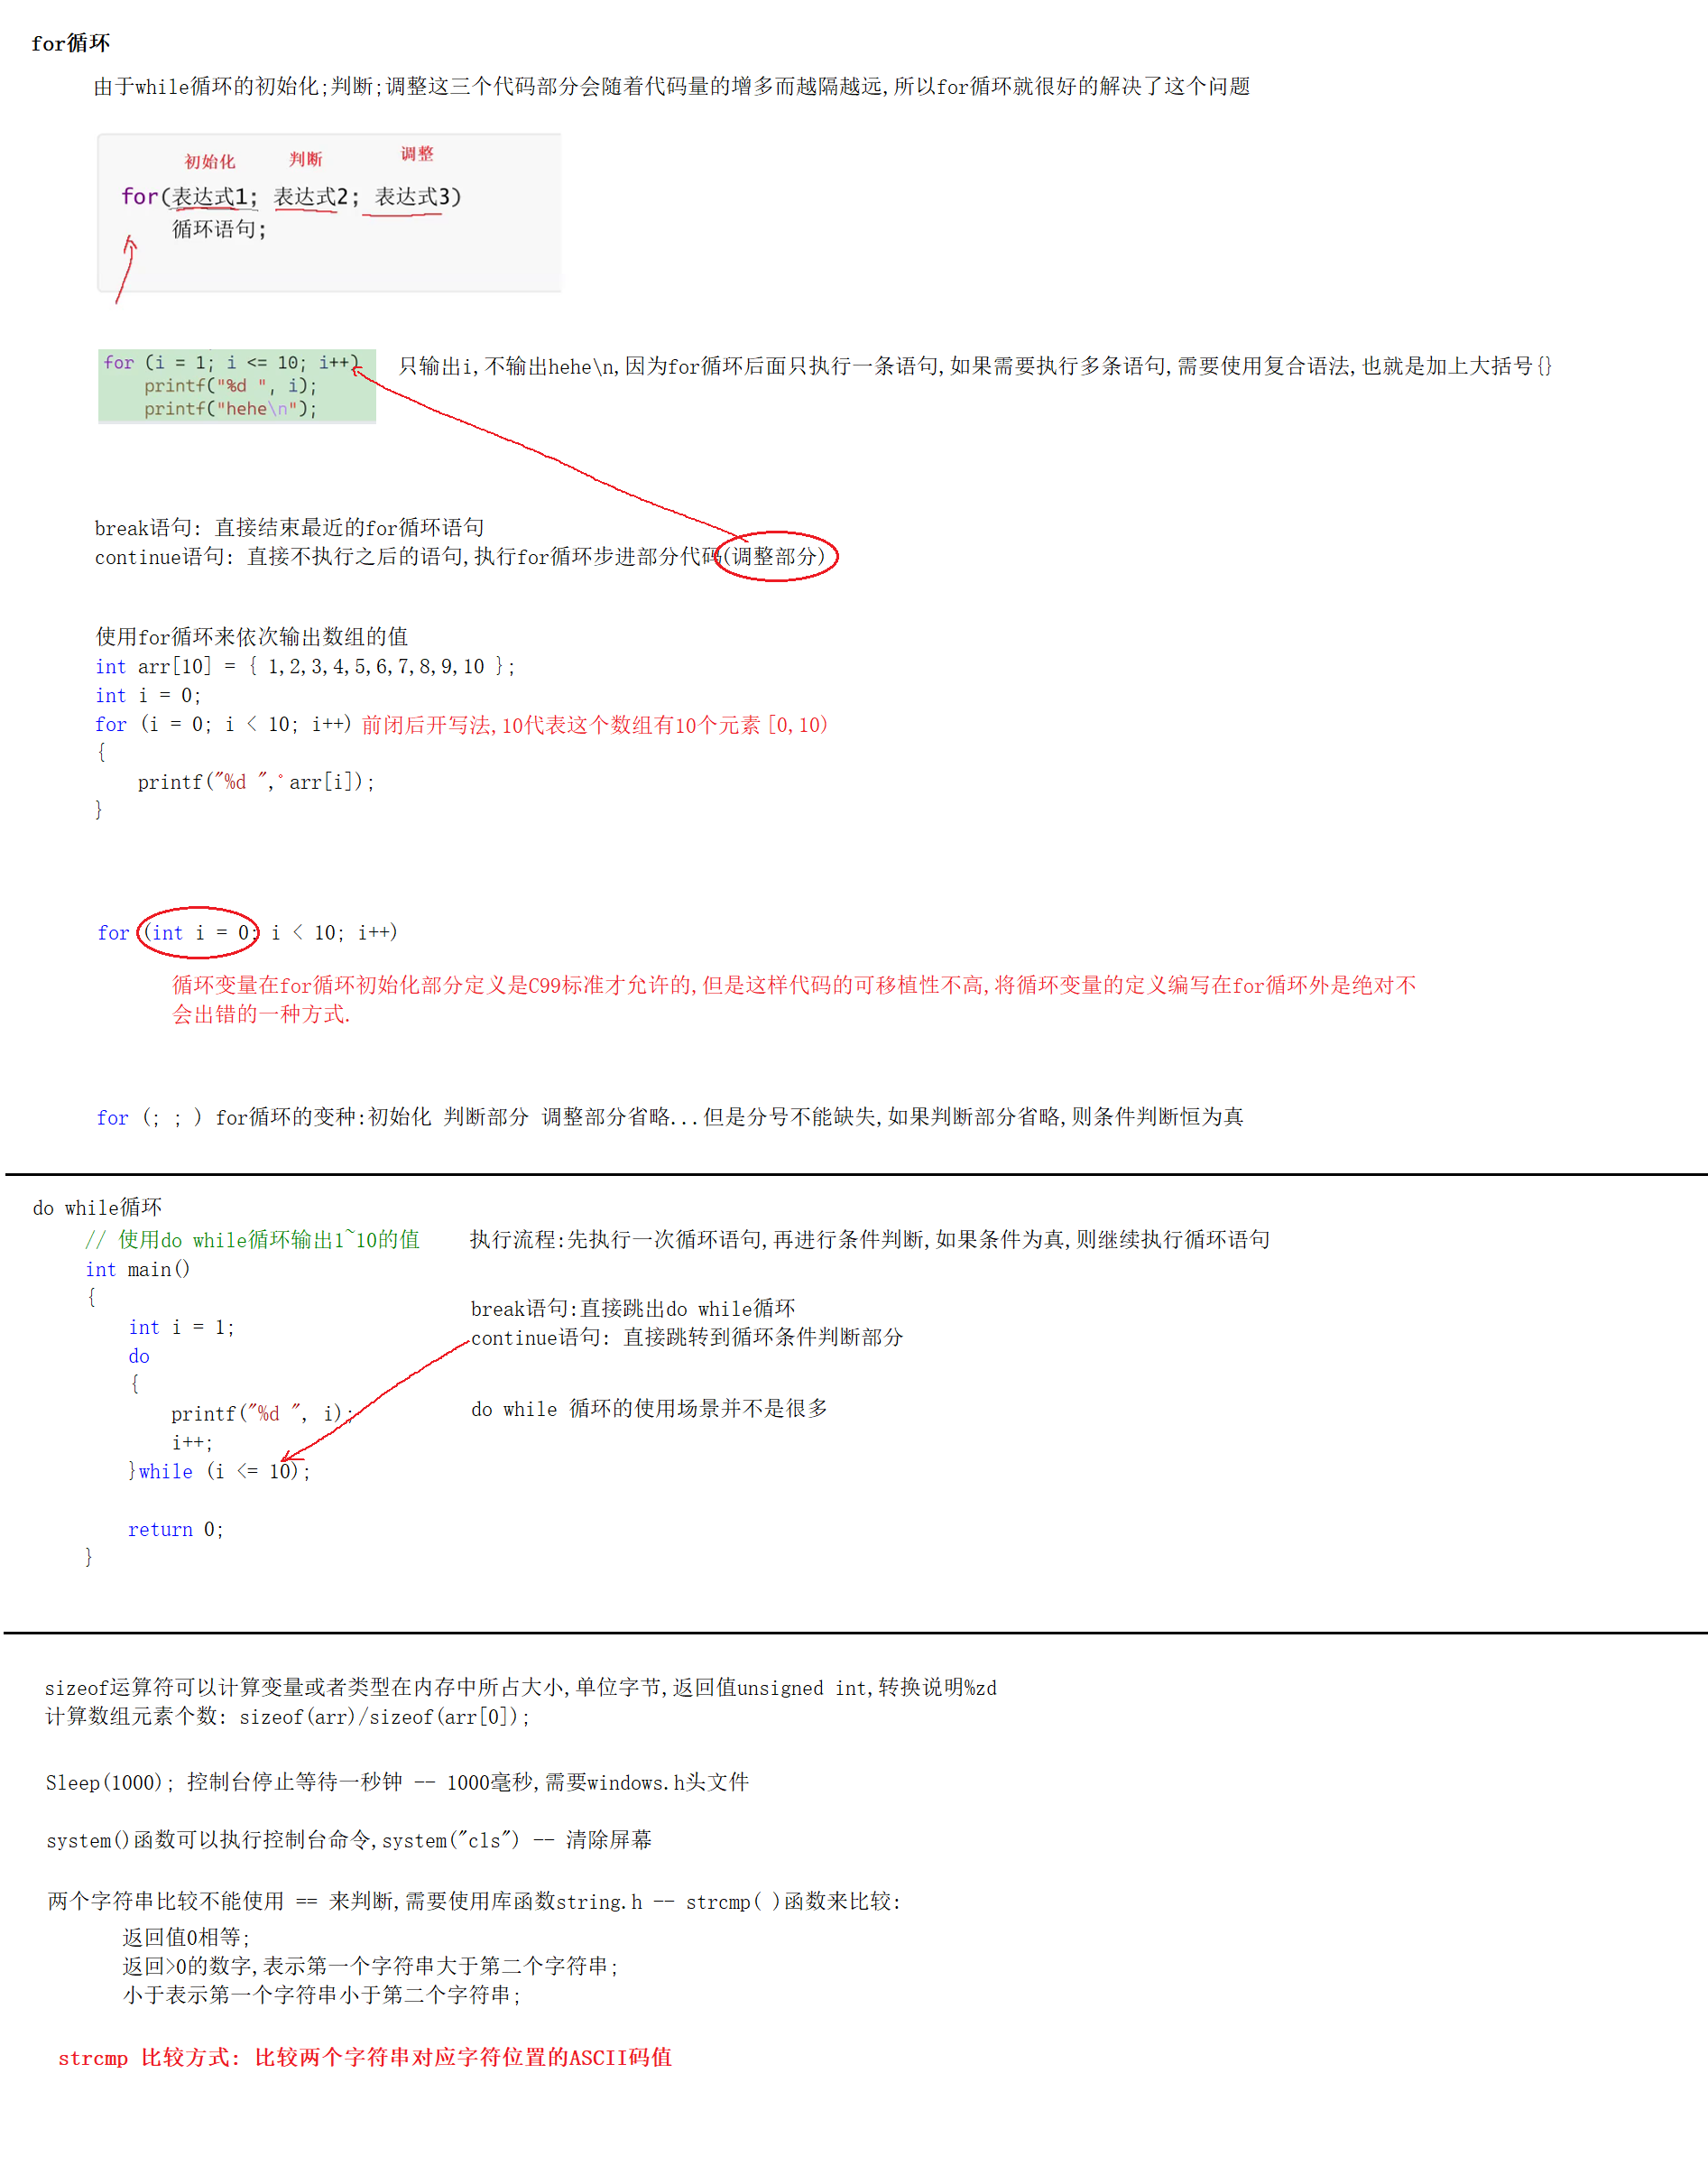 for循环
由于while循环的初始化;判断;调整这三个代码部分会随着代码量的增多而越隔越远,所以for循环就很好的解决了这个问题
初始化 判断 调整
for(表达式1; 表达式2; 表达式3)
循环语句;
for (i = 1; i <= 10; i++) 只输出i,不输出hehe\n,因为for循环后面只执行一条语句,如果需要执行多条语句,需要使用复合语法,也就是加上大括号{}
printf("%d ", i);
printf("hehe\n");
break语句: 直接结束最近的for循环语句
continue语句: 直接不执行之后的语句,执行for循环步进部分代码(调整部分)
使用for循环来依次输出数组的值
int arr[10] = { 1,2,3,4,5,6,7,8,9,10 };
int i = 0;
for (i = 0; i < 10; i++) 前闭后开写法,10代表这个数组有10个元素 [0,10)
{
printf("%d ", arr[i]);
}
for (int i = 0; i < 10; i++)
循环变量在for循环初始化部分定义是C99标准才允许的,但是这样代码的可移植性不高,将循环变量的定义编写在for循环外是绝对不
会出错的一种方式.
for (; ; ) for循环的变种:初始化 判断部分 调整部分省略...但是分号不能缺失,如果判断部分省略,则条件判断恒为真
do while循环
// 使用do while循环输出1~10的值 执行流程:先执行一次循环语句,再进行条件判断,如果条件为真,则继续执行循环语句
int main()
{
break语句:直接跳出do while循环
int i = 1;
continue语句: 直接跳转到循环条件判断部分
do
{
printf("%d ", i);
do while 循环的使用场景并不是很多
i++;
}while (i <= 10);
return 0;
}
sizeof运算符可以计算变量或者类型在内存中所占大小,单位字节,返回值unsigned int,转换说明%zd
计算数组元素个数: sizeof(arr)/sizeof(arr[0]);
Sleep(1000); 控制台停止等待一秒钟 -- 1000毫秒,需要windows.h头文件
system()函数可以执行控制台命令,system("cls") -- 清除屏幕
两个字符串比较不能使用 == 来判断,需要使用库函数string.h -- strcmp( )函数来比较:
返回值0相等;
返回>0的数字,表示第一个字符串大于第二个字符串;
小于表示第一个字符串小于第二个字符串;
strcmp 比较方式: 比较两个字符串对应字符位置的ASCII码值